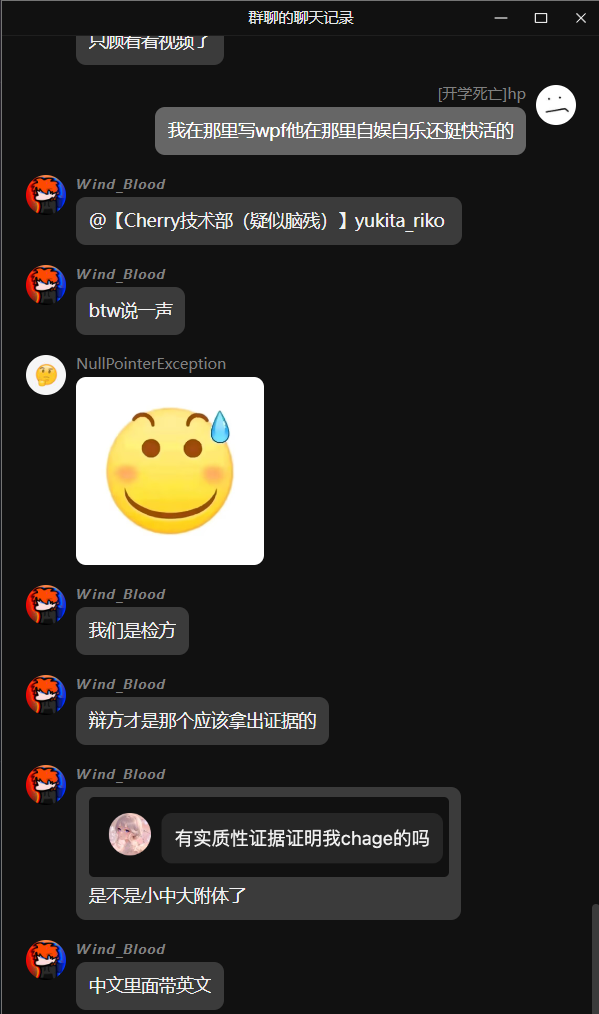 群聊的聊天记录
只顾着看视频了
[开学死亡]hp
我在那里写wpf他在那里自娱自乐还挺快活的
Wind_Blood
@【Cherry技术部（疑似脑残）】yukita_riko
Wind_Blood
btw说一声
NullPointerException
Wind_Blood
我们是检方
Wind_Blood
辩方才是那个应该拿出证据的
Wind_Blood
有实质性证据证明我chage的吗
是不是小中大附体了
Wind_Blood
中文里面带英文